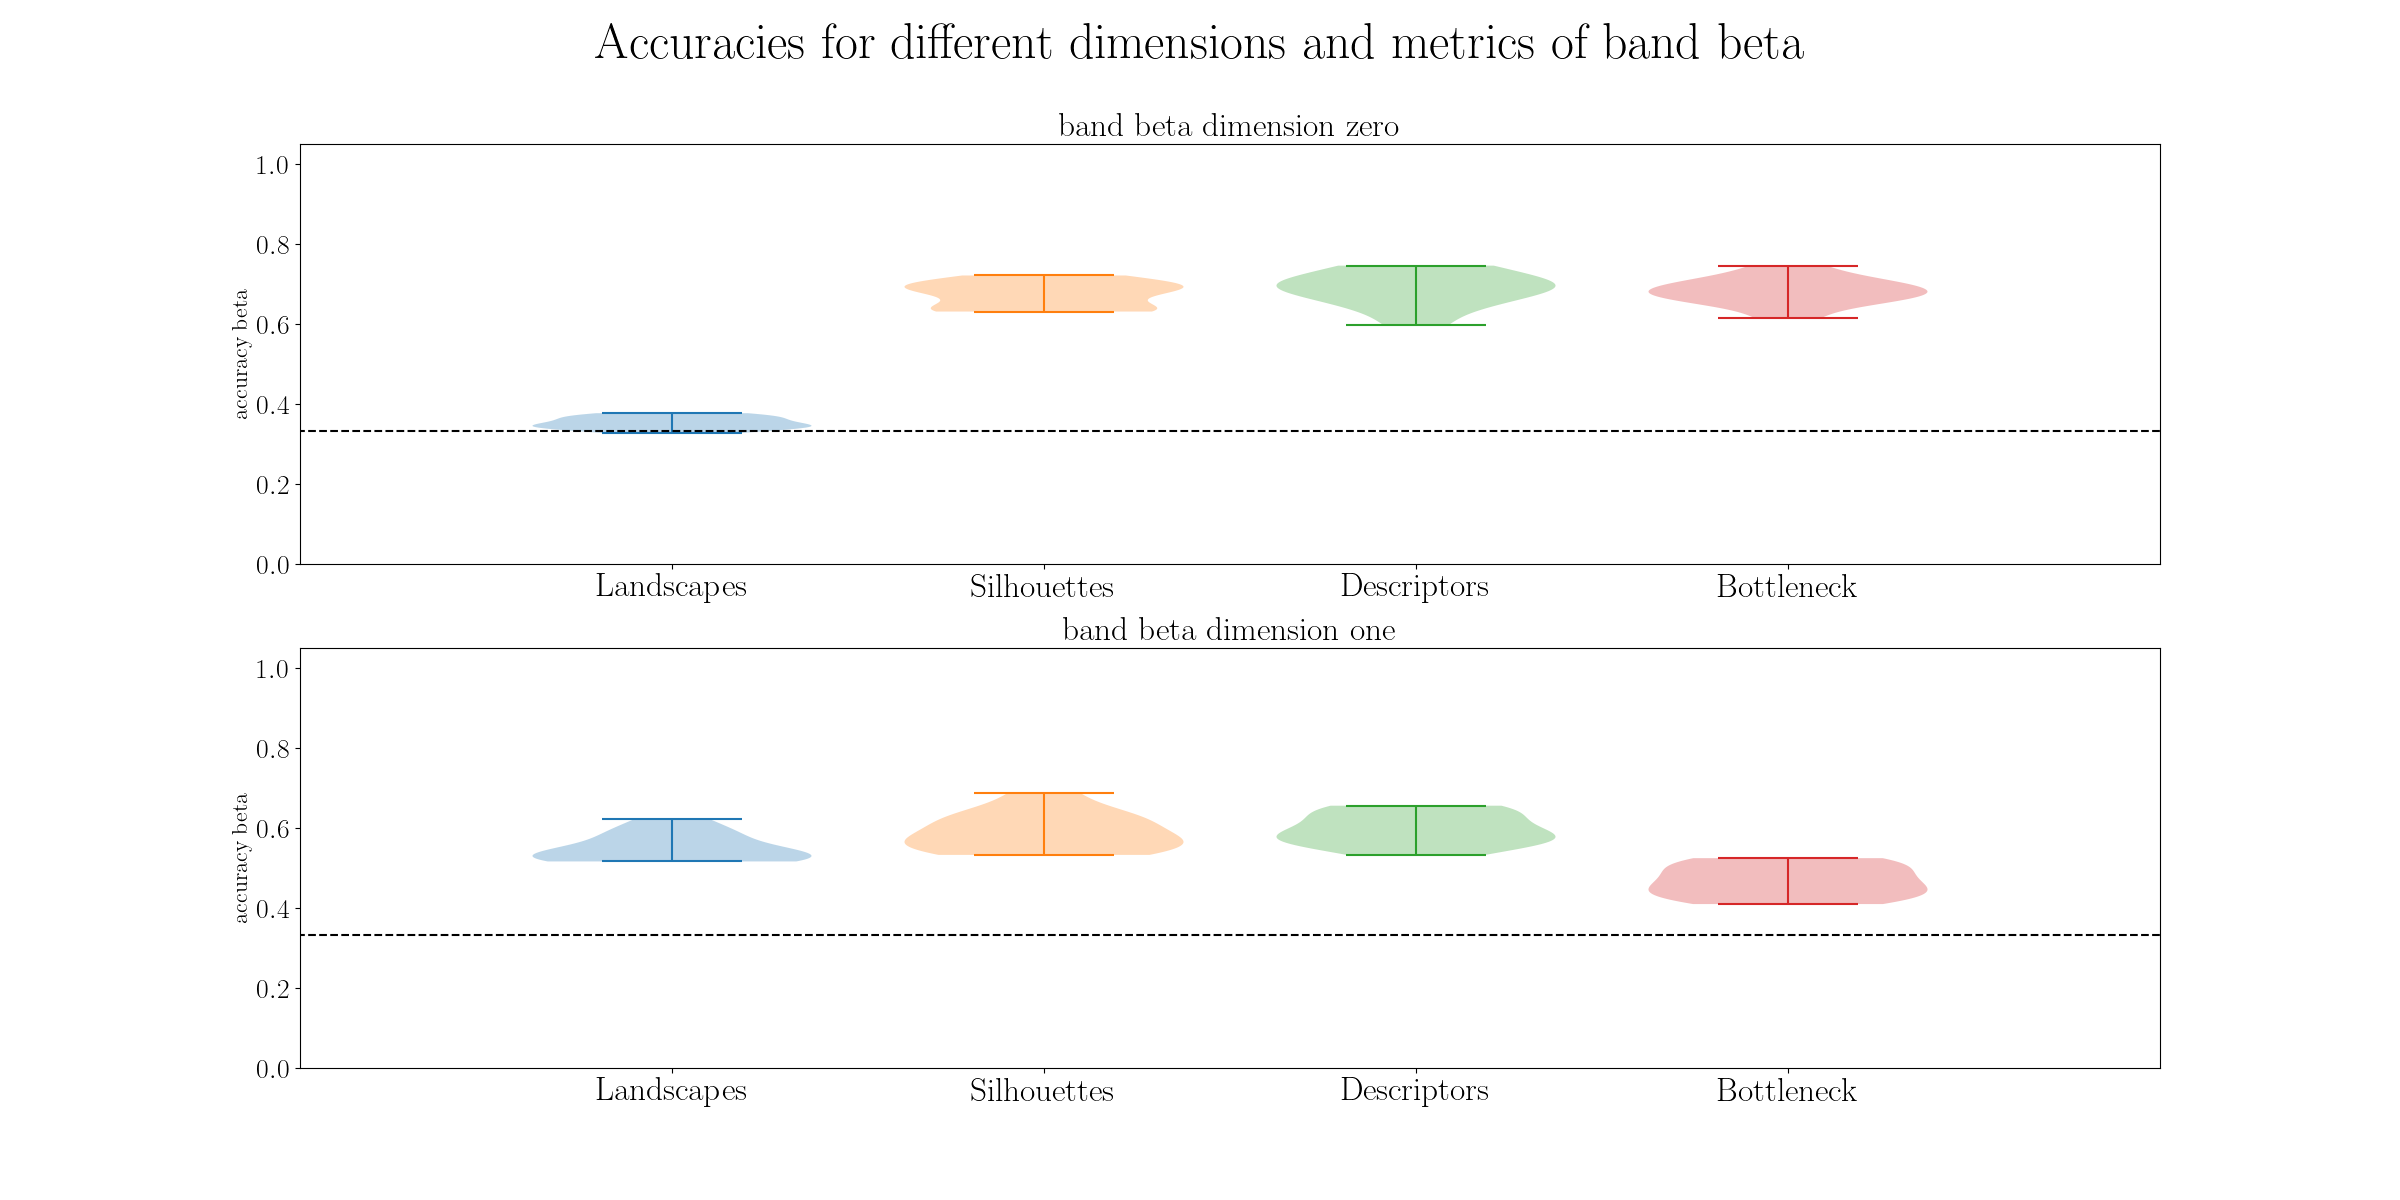 Accuracies for different dimensions and metrics of band beta
band beta dimension zero
1.0
0.8
0.6
0.4
0.2
0.0
accuracy beta
Landscapes Silhouettes Descriptors Bottleneck
band beta dimension one
1.0
0.8
0.6
0.4
0.2
0.0
accuracy beta
Landscapes Silhouettes Descriptors Bottleneck